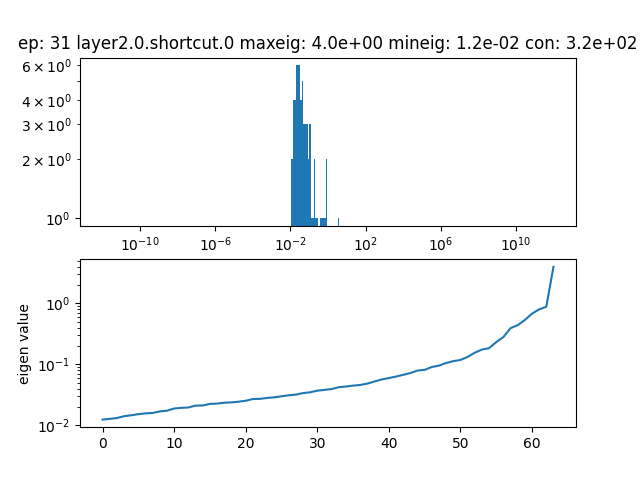 ep: 31 layer2.0.shortcut.0 maxeig: 4.0e+00 mineig: 1.2e-02 con: 3.2e+02
6 × 10⁰
4 × 10⁰
3 × 10⁰
2 × 10⁰
10⁰
10⁻¹⁰ 10⁻⁶ 10⁻² 10² 10⁶ 10¹⁰
eigen value
10⁰
10⁻¹
10⁻²
0 10 20 30 40 50 60